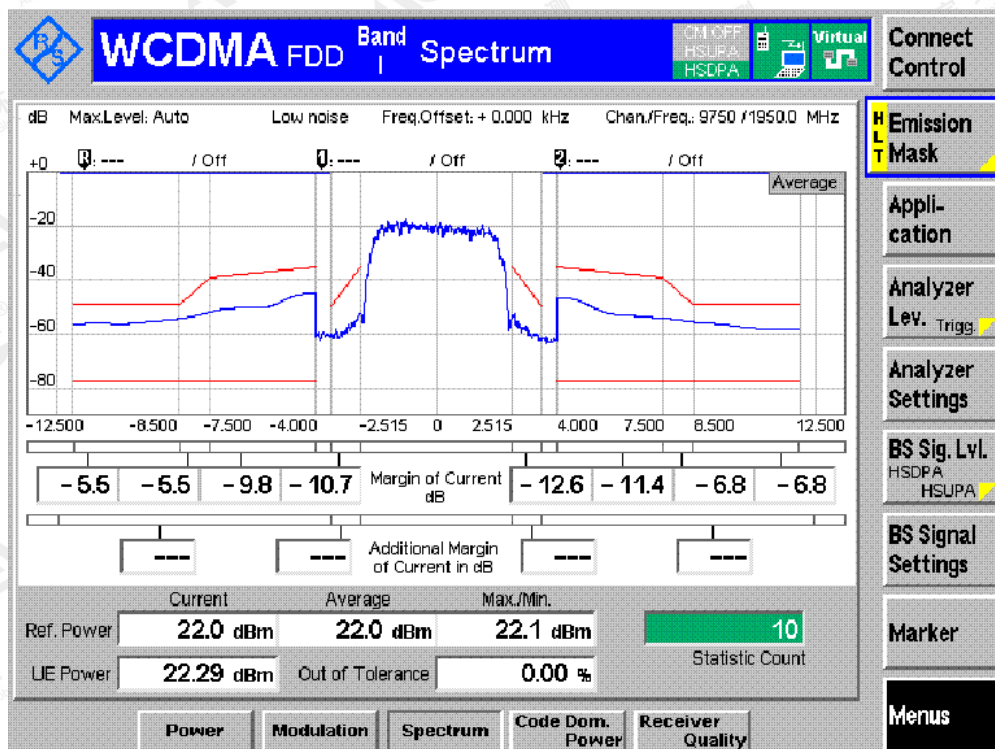 R&S
WCDMA FDD Band I Spectrum
CM OFF
HSUPA
HSDPA
Virtual
Connect Control
dB Max.Level: Auto Low noise Freq.Offset: + 0.000 kHz Chan./Freq.: 9750 / 1950.0 MHz
HLT
Emission Mask
+0 R: --- / Off 1: --- / Off 2: --- / Off
Average
-20
-40
-60
-80
-12.500 -8.500 -7.500 -4.000 -2.515 0 2.515 4.000 7.500 8.500 12.500
Appli-
cation
Analyzer
Lev. Trigg.
Analyzer
Settings
BS Sig. Lvl.
HSDPA
HSUPA
BS Signal
Settings
Marker
Menus
- 5.5 - 5.5 - 9.8 - 10.7 Margin of Current dB - 12.6 - 11.4 - 6.8 - 6.8
--- --- Additional Margin of Current in dB --- ---
Current Average Max./Min.
Ref. Power 22.0 dBm 22.0 dBm 22.1 dBm 10
Statistic Count
UE Power 22.29 dBm Out of Tolerance 0.00 %
Power Modulation Spectrum Code Dom. Power Receiver Quality